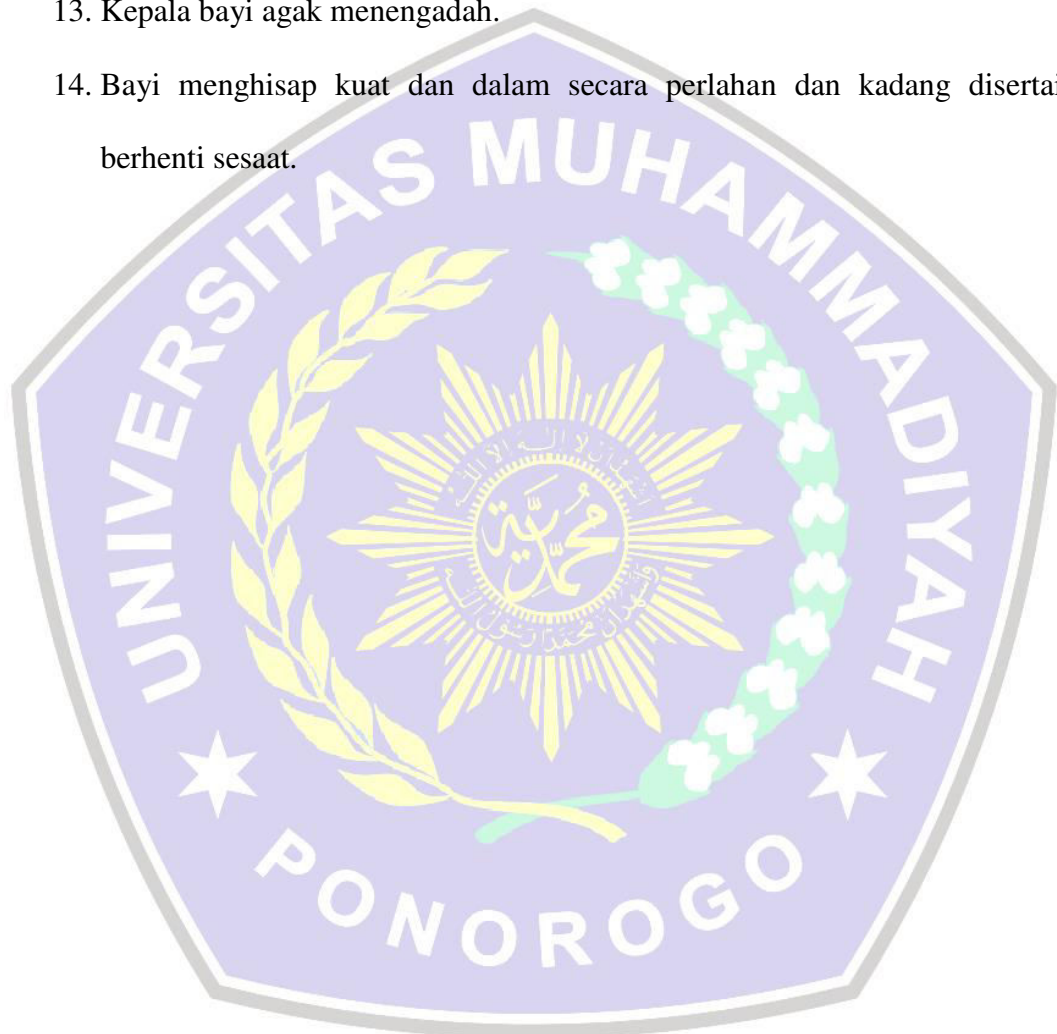 13. Kepala bayi agak menengadah.
14. Bayi menghisap kuat dan dalam secara perlahan dan kadang disertai
berhenti sesaat.
UNIVERSITAS MUHAMMADIYAH
محمدية
PONOROGO